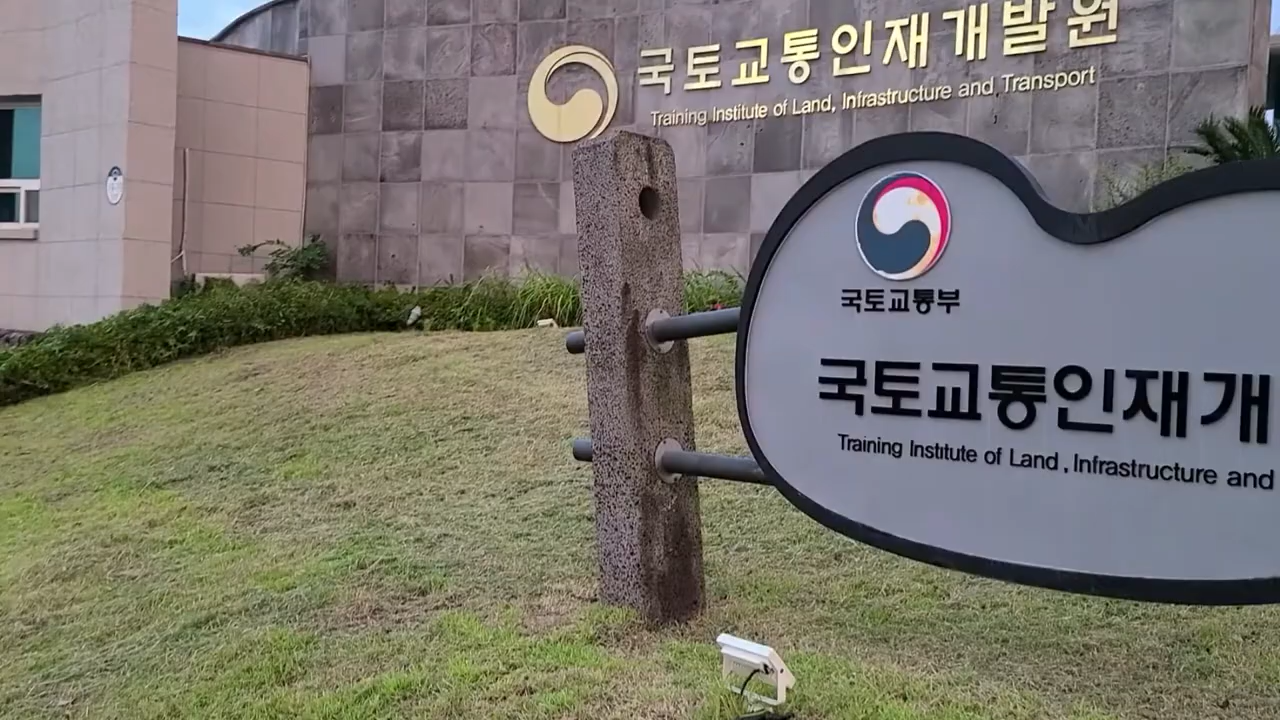 국토교통인재개발원
Training Institute of Land, Infrastructure and Transport
국토교통부
국토교통인재개
Training Institute of Land, Infrastructure and